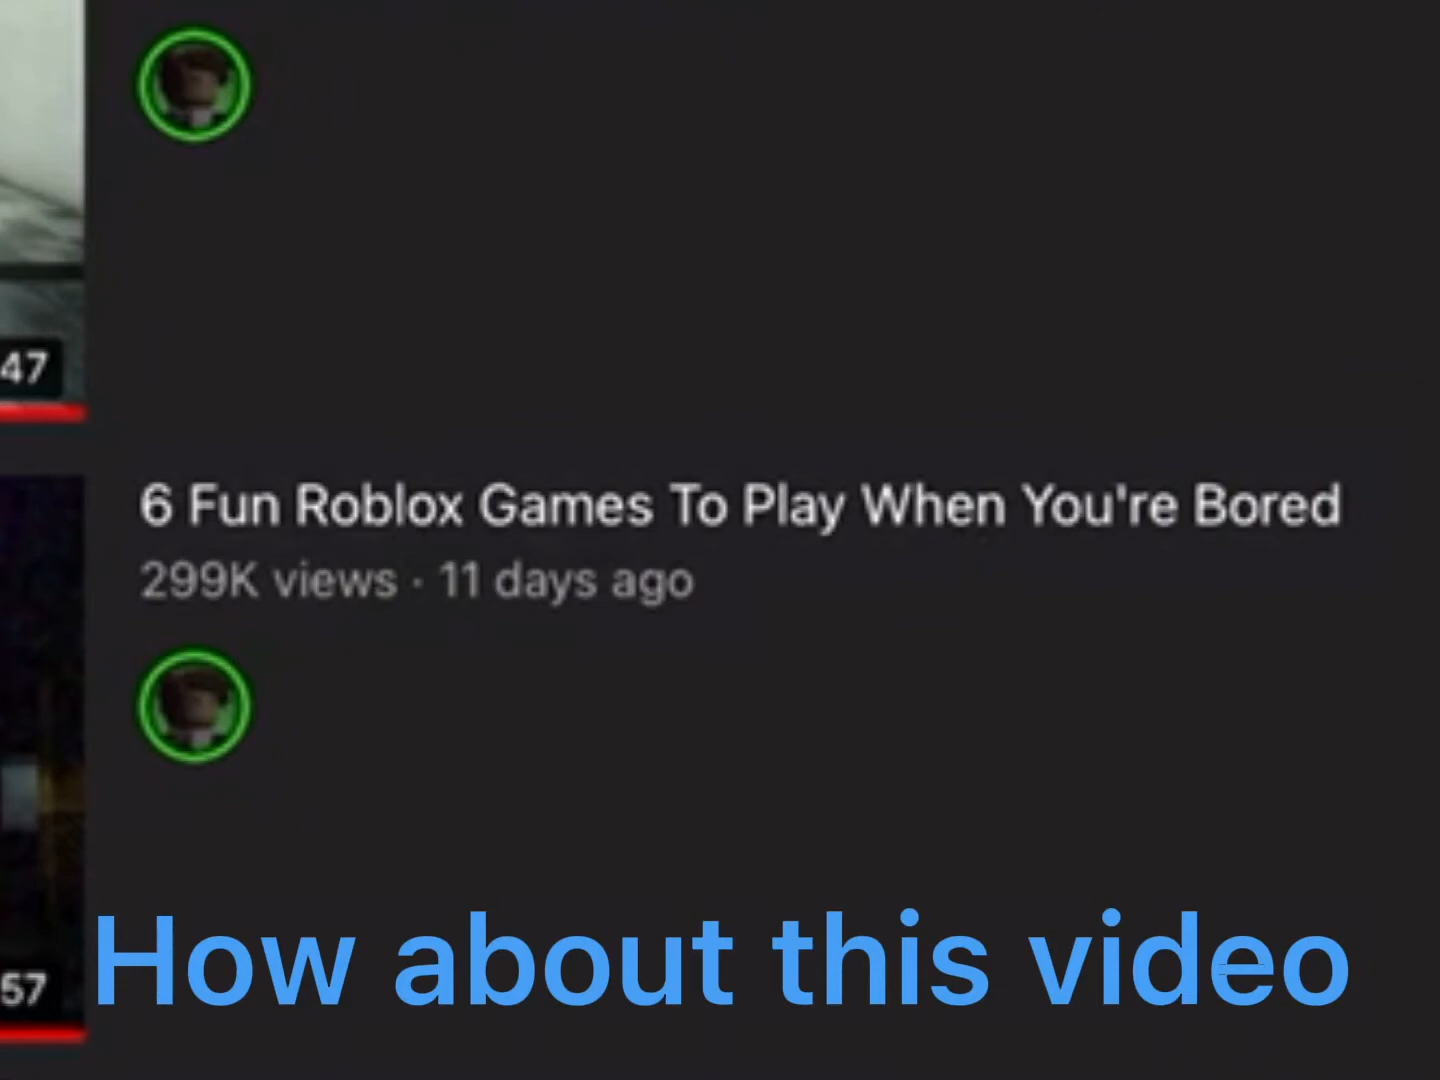 47
6 Fun Roblox Games To Play When You're Bored
299K views · 11 days ago
57
How about this video